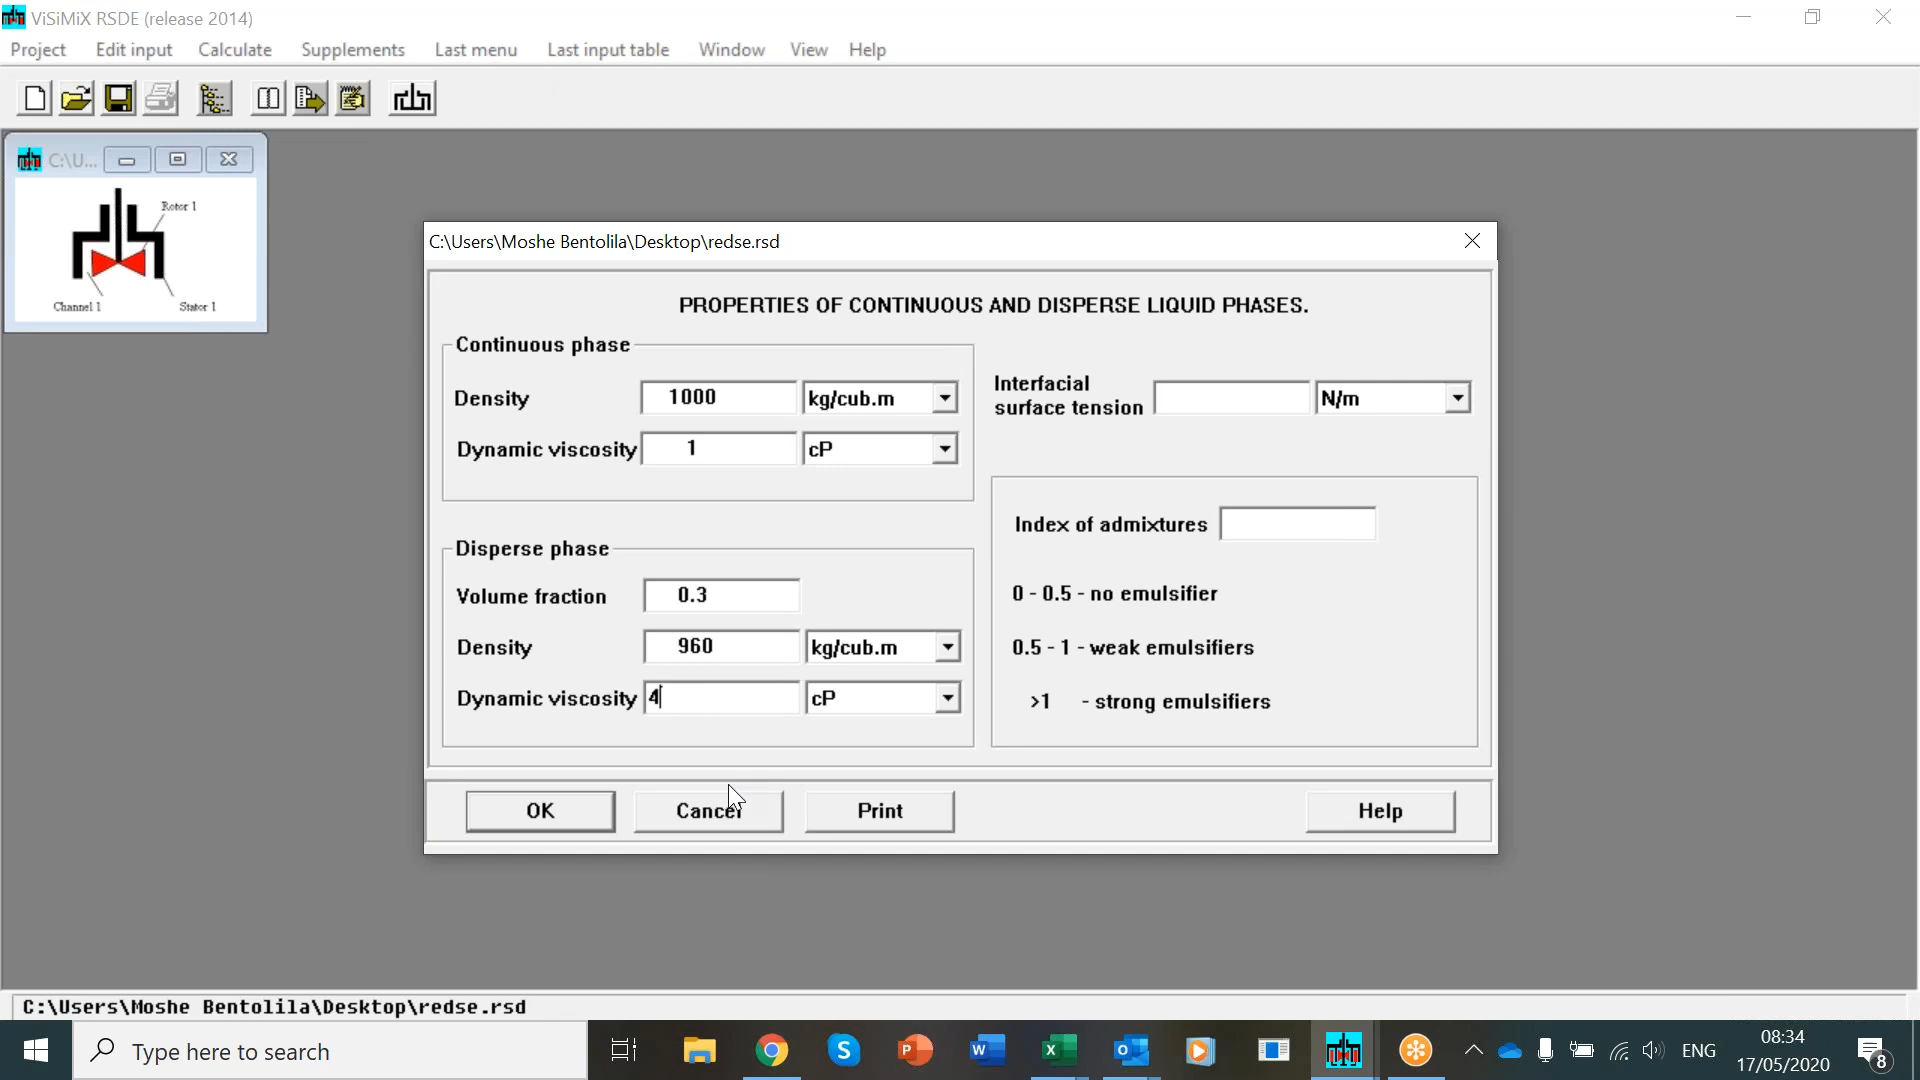 ViSiMiX RSDE (release 2014)
Project Edit input Calculate Supplements Last menu Last input table Window View Help
C:\U...
Rotor 1
Channel 1 Stator 1
C:\Users\Moshe Bentolila\Desktop\redse.rsd
PROPERTIES OF CONTINUOUS AND DISPERSE LIQUID PHASES.
Continuous phase
Density 1000 kg/cub.m
Dynamic viscosity 1 cP
Interfacial
surface tension N/m
Disperse phase
Volume fraction 0.3
Density 960 kg/cub.m
Dynamic viscosity 4 cP
Index of admixtures
0 - 0.5 - no emulsifier
0.5 - 1 - weak emulsifiers
>1 - strong emulsifiers
OK Cancel Print Help
C:\Users\Moshe Bentolila\Desktop\redse.rsd
Type here to search
ENG
08:34
17/05/2020
8